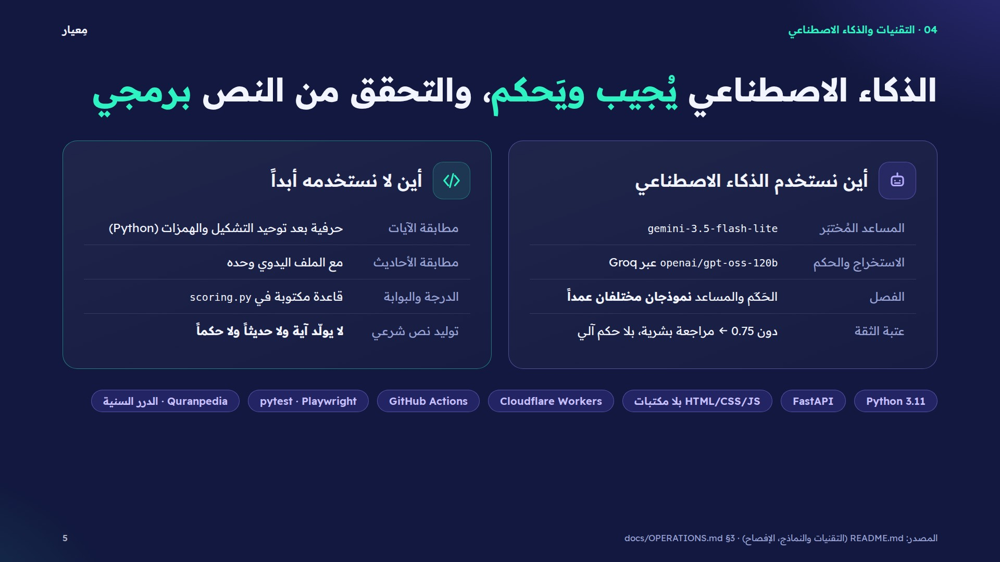 04 · التقنيات والذكاء الاصطناعي
مِعيار
الذكاء الاصطناعي يُجيب ويَحكم، والتحقق من النص برمجي
أين نستخدم الذكاء الاصطناعي
المساعد المُختبَر gemini-3.5-flash-lite
الاستخراج والحكم openai/gpt-oss-120b عبر Groq
الفصل الحَكَم والمساعد نموذجان مختلفان عمداً
عتبة الثقة دون 0.75 ← مراجعة بشرية، بلا حكم آلي
أين لا نستخدمه أبداً
مطابقة الآيات حرفية بعد توحيد التشكيل والهمزات (Python)
مطابقة الأحاديث مع الملف اليدوي وحده
الدرجة والبوابة قاعدة مكتوبة في scoring.py
توليد نص شرعي لا يولّد آية ولا حديثاً ولا حكماً
Python 3.11
FastAPI
HTML/CSS/JS بلا مكتبات
Cloudflare Workers
GitHub Actions
pytest · Playwright
Quranpedia · الدرر السنية
المصدر: README.md (التقنيات والنماذج، الإفصاح) · docs/OPERATIONS.md §3
5